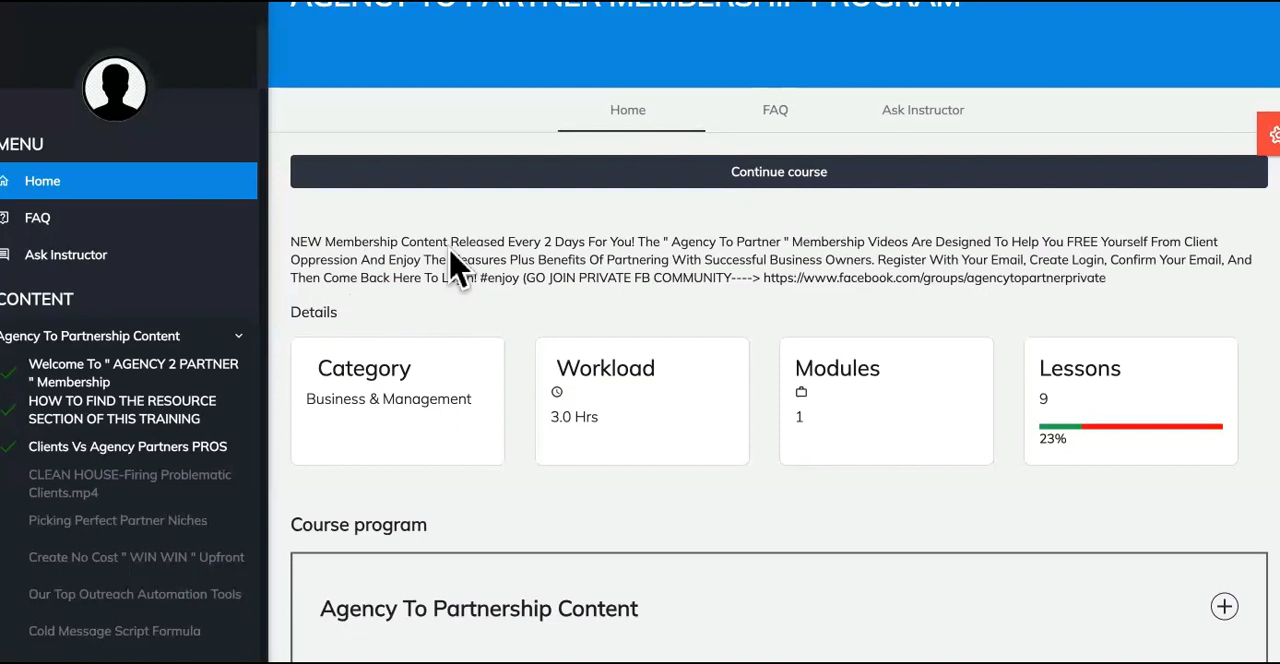 AGENCY TO PARTNER MEMBERSHIP PROGRAM
MENU
Home
FAQ
Ask Instructor
CONTENT
Agency To Partnership Content
Welcome To " AGENCY 2 PARTNER
" Membership
HOW TO FIND THE RESOURCE
SECTION OF THIS TRAINING
Clients Vs Agency Partners PROS
CLEAN HOUSE-Firing Problematic
Clients.mp4
Picking Perfect Partner Niches
Create No Cost " WIN WIN " Upfront
Our Top Outreach Automation Tools
Cold Message Script Formula
Home
FAQ
Ask Instructor
Continue course
NEW Membership Content Released Every 2 Days For You! The " Agency To Partner " Membership Videos Are Designed To Help You FREE Yourself From Client
Oppression And Enjoy The Pleasures Plus Benefits Of Partnering With Successful Business Owners. Register With Your Email, Create Login, Confirm Your Email, And
Then Come Back Here To Login! #enjoy (GO JOIN PRIVATE FB COMMUNITY----> https://www.facebook.com/groups/agencytopartnerprivate
Details
Category
Business & Management
Workload
3.0 Hrs
Modules
1
Lessons
9
23%
Course program
Agency To Partnership Content